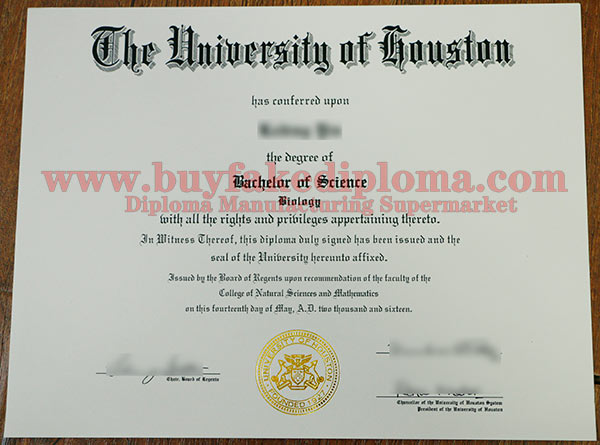 The University of Houston
has conferred upon
the degree of
www.buyfakediploma.com
Bachelor of Science
Diploma Manufacturing Supermarket
Biology
with all the rights and privileges appertaining thereto.
In Witness Thereof, this diploma duly signed has been issued and the
seal of the University hereunto affixed.
Issued by the Board of Regents upon recommendation of the faculty of the
College of Natural Sciences and Mathematics
on this fourteenth day of May, A.D. two thousand and sixteen.
UNIVERSITY OF HOUSTON
FOUNDED
Chair, Board of Regents
Chancellor of the University of Houston System
President of the University of Houston